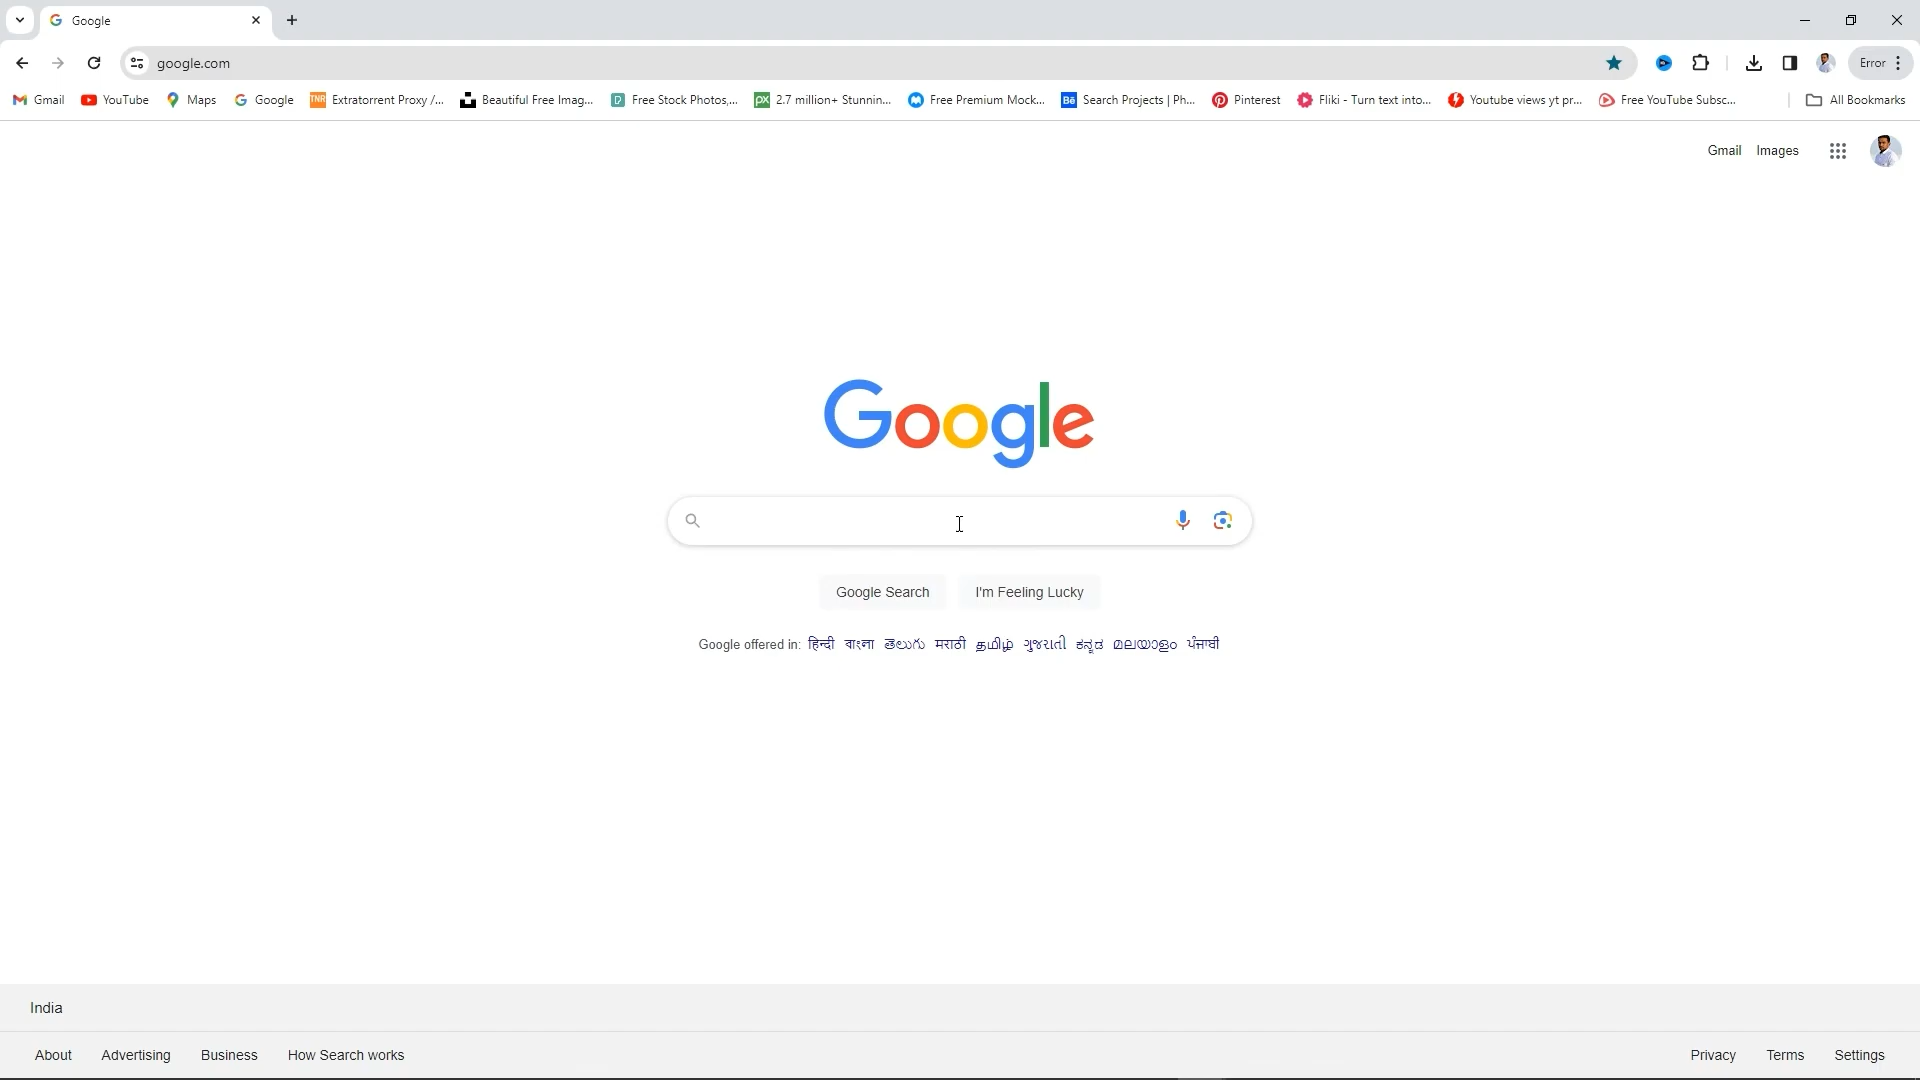 Google
google.com
Error
Gmail YouTube Maps Google Extratorrent Proxy /... Beautiful Free Imag... Free Stock Photos,... 2.7 million+ Stunnin... Free Premium Mock... Search Projects | Ph... Pinterest Fliki - Turn text into... Youtube views yt pr... Free YouTube Subsc... All Bookmarks
Gmail Images
Google
Google Search I'm Feeling Lucky
Google offered in: हिन्दी বাংলা తెలుగు मराठी தமிழ் ગુજરાતી ಕನ್ನಡ മലയാളം ਪੰਜਾਬੀ
India
About Advertising Business How Search works Privacy Terms Settings